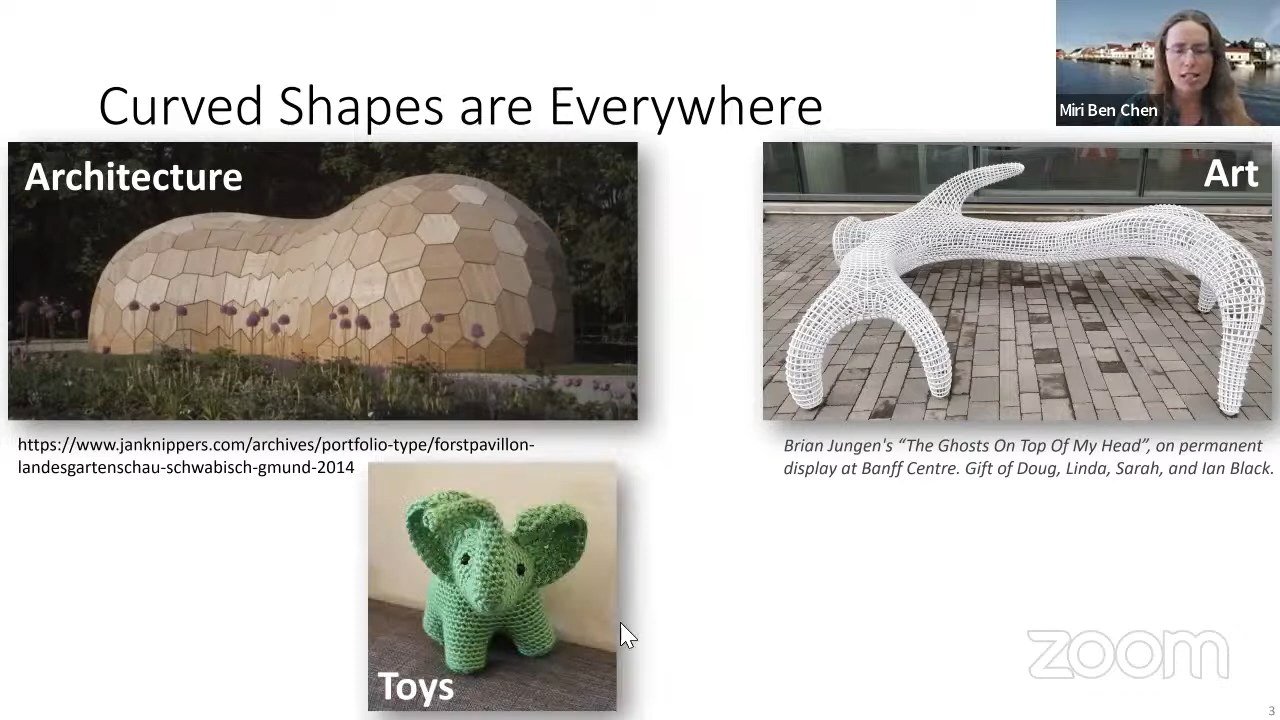 Curved Shapes are Everywhere
Miri Ben Chen
Architecture
Art
https://www.janknippers.com/archives/portfolio-type/forstpavillon-
landesgartenschau-schwabisch-gmund-2014
Brian Jungen's “The Ghosts On Top Of My Head”, on permanent
display at Banff Centre. Gift of Doug, Linda, Sarah, and Ian Black.
Toys
zoom
3